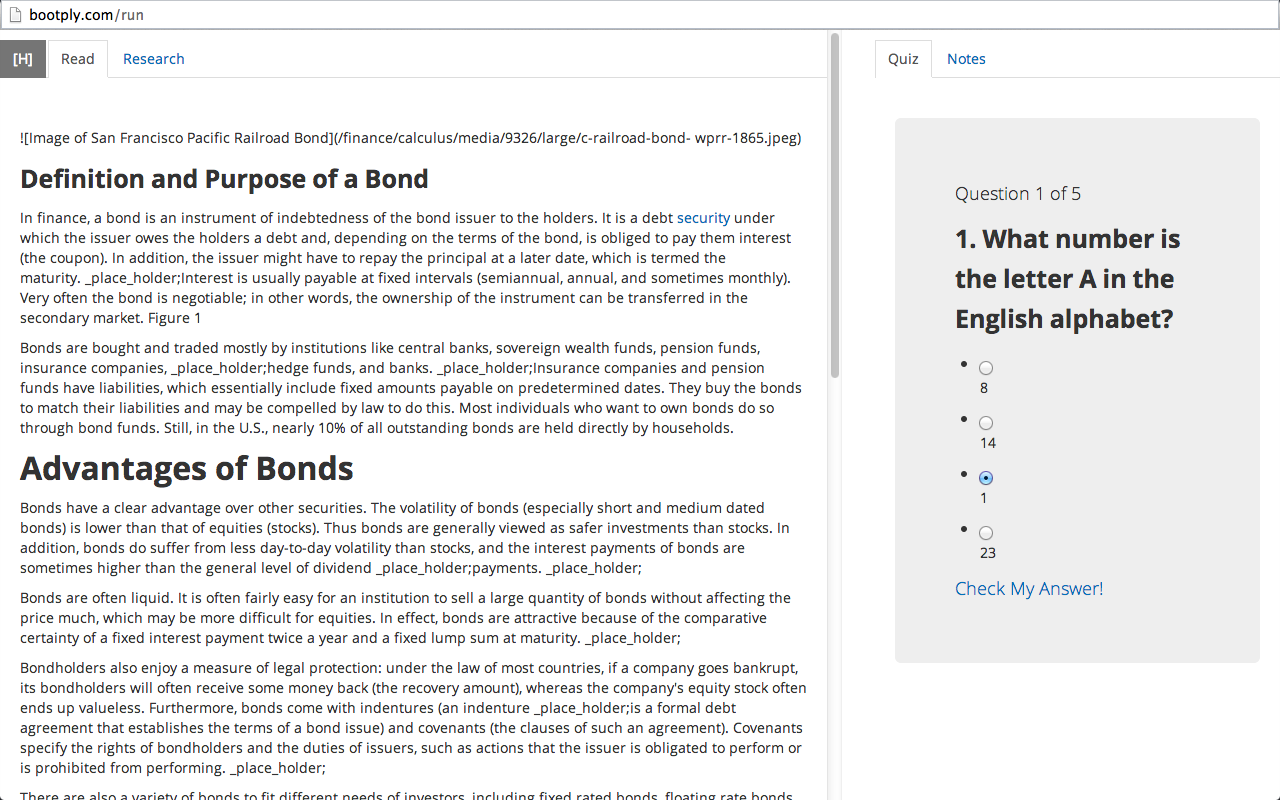 bootply.com/run
[H] Read Research
![Image of San Francisco Pacific Railroad Bond](/finance/calculus/media/9326/large/c-railroad-bond- wprr-1865.jpeg)
Definition and Purpose of a Bond
In finance, a bond is an instrument of indebtedness of the bond issuer to the holders. It is a debt security under
which the issuer owes the holders a debt and, depending on the terms of the bond, is obliged to pay them interest
(the coupon). In addition, the issuer might have to repay the principal at a later date, which is termed the
maturity. _place_holder;Interest is usually payable at fixed intervals (semiannual, annual, and sometimes monthly).
Very often the bond is negotiable; in other words, the ownership of the instrument can be transferred in the
secondary market. Figure 1
Bonds are bought and traded mostly by institutions like central banks, sovereign wealth funds, pension funds,
insurance companies, _place_holder;hedge funds, and banks. _place_holder;Insurance companies and pension
funds have liabilities, which essentially include fixed amounts payable on predetermined dates. They buy the bonds
to match their liabilities and may be compelled by law to do this. Most individuals who want to own bonds do so
through bond funds. Still, in the U.S., nearly 10% of all outstanding bonds are held directly by households.
Advantages of Bonds
Bonds have a clear advantage over other securities. The volatility of bonds (especially short and medium dated
bonds) is lower than that of equities (stocks). Thus bonds are generally viewed as safer investments than stocks. In
addition, bonds do suffer from less day-to-day volatility than stocks, and the interest payments of bonds are
sometimes higher than the general level of dividend _place_holder;payments. _place_holder;
Bonds are often liquid. It is often fairly easy for an institution to sell a large quantity of bonds without affecting the
price much, which may be more difficult for equities. In effect, bonds are attractive because of the comparative
certainty of a fixed interest payment twice a year and a fixed lump sum at maturity. _place_holder;
Bondholders also enjoy a measure of legal protection: under the law of most countries, if a company goes bankrupt,
its bondholders will often receive some money back (the recovery amount), whereas the company's equity stock often
ends up valueless. Furthermore, bonds come with indentures (an indenture _place_holder;is a formal debt
agreement that establishes the terms of a bond issue) and covenants (the clauses of such an agreement). Covenants
specify the rights of bondholders and the duties of issuers, such as actions that the issuer is obligated to perform or
is prohibited from performing. _place_holder;
There are also a variety of bonds to fit different needs of investors, including fixed rated bonds, floating rate bonds,
Quiz Notes
Question 1 of 5
1. What number is
the letter A in the
English alphabet?
8
14
1
23
Check My Answer!